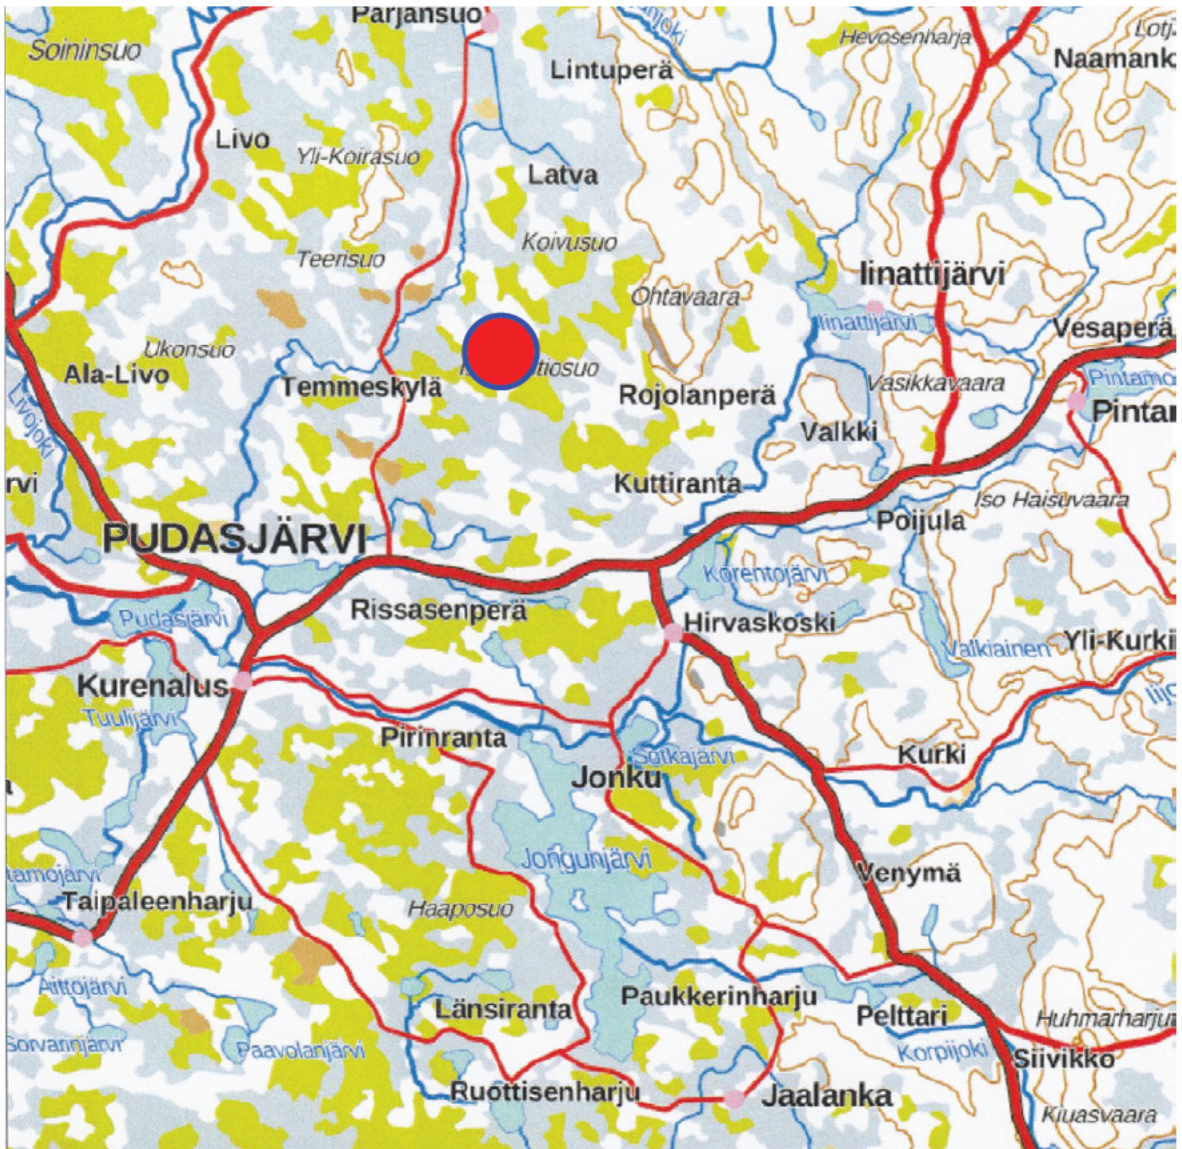 Parjansuo
Soininsuo
Hevosenharja
Naamank
Lintuperä
Livo
Yli-Koirasuo
Latva
Koivusuo
Teerisuo
Iinattijärvi
Ohtavaara
Iinattijärvi
Vesaperä
Ukonsuo
Ala-Livo
tiosuo
Temmeskylä
Rojolanperä
Vasikkavaara
Pintamo
Pintar
Livojoki
Valkki
rvi
Kuttiranta
Iso Haisuvaara
Poijula
PUDASJÄRVI
Korentojärvi
Rissasenperä
Pudasjärvi
Hirvaskoski
Valkiainen
Yli-Kurki
Kurenalus
Tuulijärvi
Pirinranta
Sotkajärvi
Kurki
Jonku
Jongunjärvi
Venymä
tamojärvi
Taipaleenharju
Haaposuo
Aittojärvi
Länsiranta
Paukkerinharju
Pelttari
Huhmarharju
Sorvarinjärvi
Paavolanjärvi
Korpijoki
Siivikko
Ruottisenharju
Jaalanka
Kiuasvaara